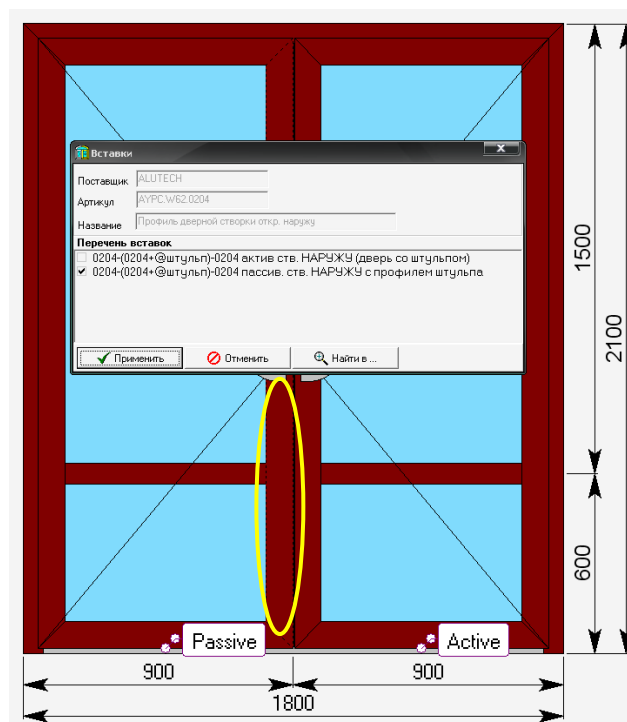 Вставки
Поставщик ALUTECH
Артикул AYPC.W62.0204
Название Профиль дверной створки откр. наружу
Перечень вставок
0204-(0204+@штульп)-0204 актив ств. НАРУЖУ (дверь со штульпом)
0204-(0204+@штульп)-0204 пассив. ств. НАРУЖУ с профилем штульпа
Применить Отменить Найти в ...
1500
2100
600
Passive Active
900 900
1800